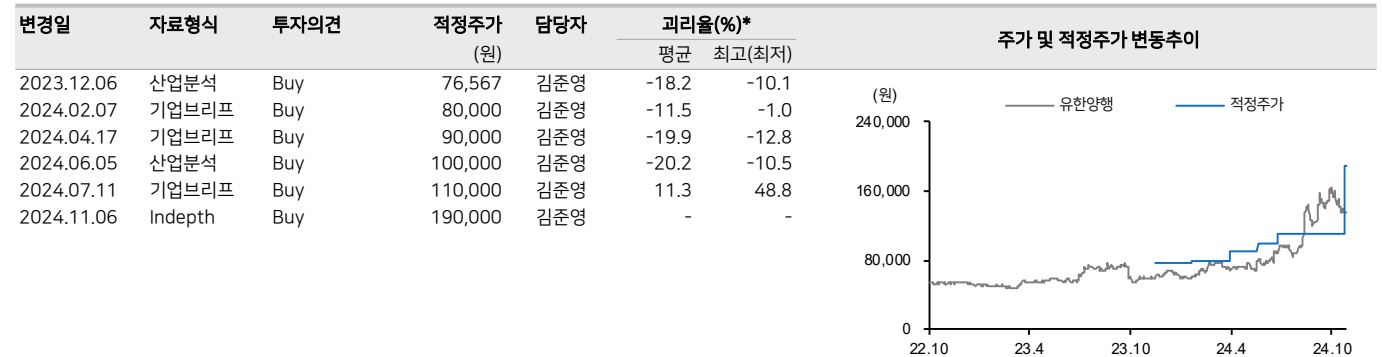 변경일 자료형식 투자의견 적정주가 담당자 괴리율(%)* 주가 및 적정주가 변동추이
(원) 평균 최고(최저)
2023.12.06 산업분석 Buy 76,567 김준영 -18.2 -10.1
2024.02.07 기업브리프 Buy 80,000 김준영 -11.5 -1.0
2024.04.17 기업브리프 Buy 90,000 김준영 -19.9 -12.8
2024.06.05 산업분석 Buy 100,000 김준영 -20.2 -10.5
2024.07.11 기업브리프 Buy 110,000 김준영 11.3 48.8
2024.11.06 Indepth Buy 190,000 김준영 - -
(원) 유한양행 적정주가
240,000
160,000
80,000
0
22.10 23.4 23.10 24.4 24.10